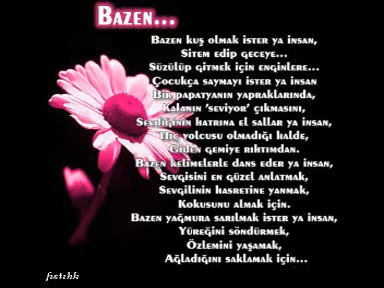 Bazen...
Bazen kuş olmak ister ya insan,
Sitem edip geceye...
Süzülüp gitmek için enginlere...
Çocukça saymayı ister ya insan
Bir papatyanın yapraklarında,
Kalanın 'seviyor' çıkmasını,
Sevdiğinin hatrına el sallar ya insan,
Hiç yolcusu olmadığı halde,
Giden gemiye rıhtımdan.
Bazen kelimelerle dans eder ya insan,
Sevgisini en güzel anlatmak,
Sevgilinin hasretine yanmak,
Kokusunu almak için.
Bazen yağmura sarılmak ister ya insan,
Yüreğini söndürmek,
Özlemini yaşamak,
Ağladığını saklamak için...